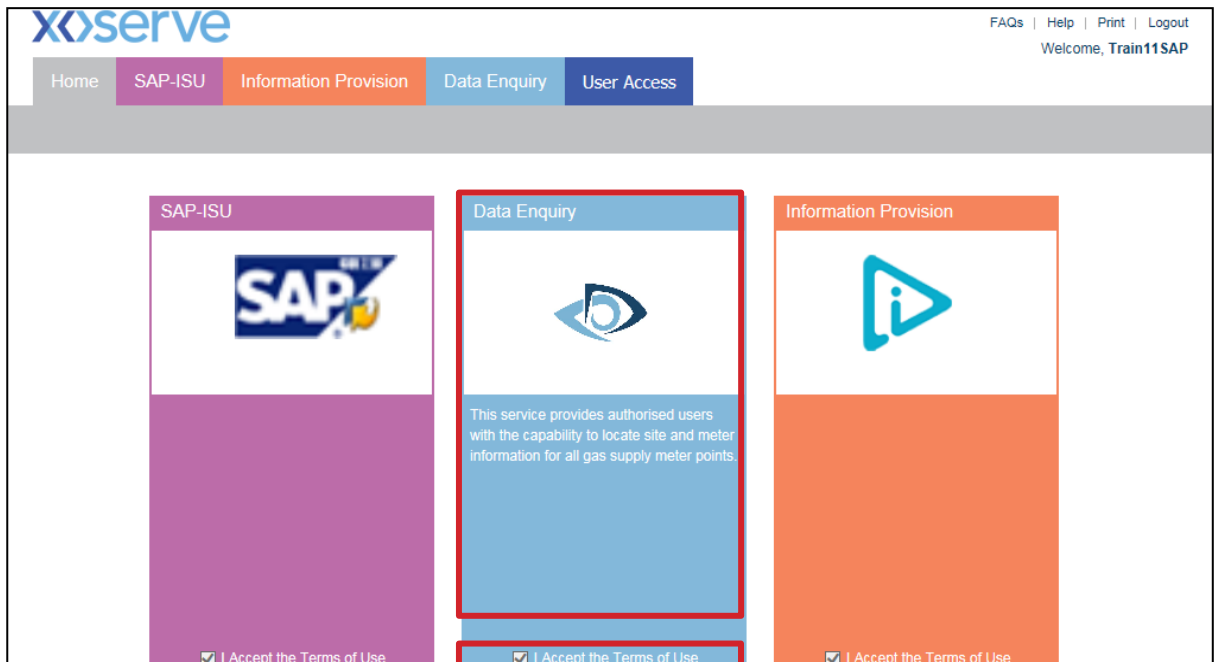 xoserve
FAQs | Help | Print | Logout
Welcome, Train11SAP
Home SAP-ISU Information Provision Data Enquiry User Access
SAP-ISU
SAP
Data Enquiry
This service provides authorised users
with the capability to locate site and meter
information for all gas supply meter points.
Information Provision
I Accept the Terms of Use
I Accept the Terms of Use
I Accept the Terms of Use